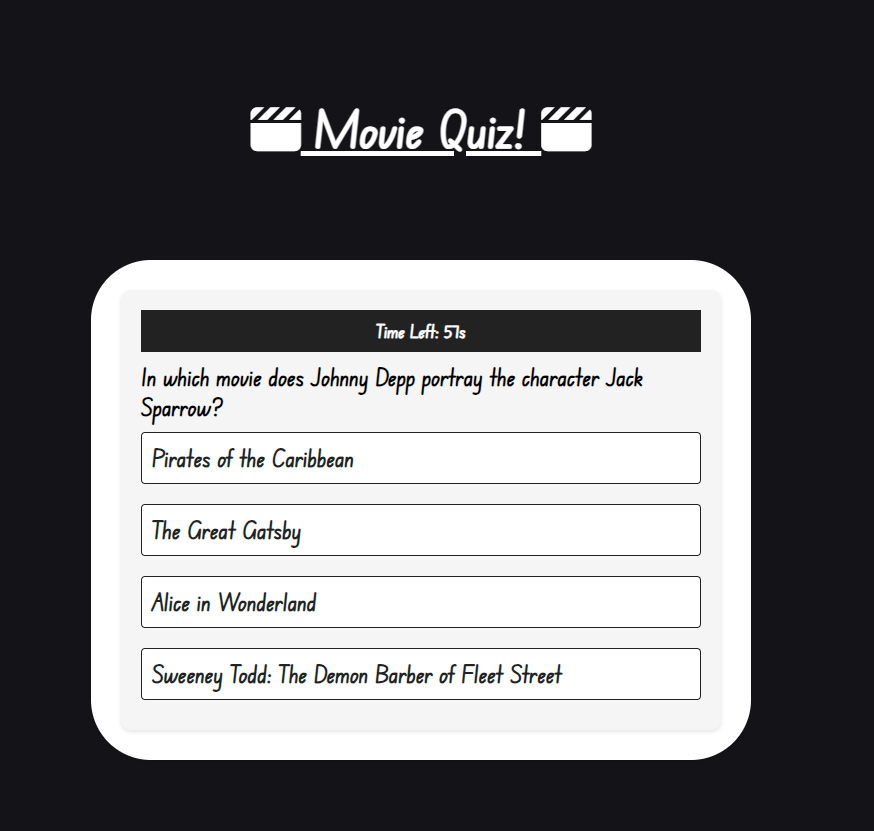 Movie Quiz!
Time Left: 57s
In which movie does Johnny Depp portray the character Jack
Sparrow?
Pirates of the Caribbean
The Great Gatsby
Alice in Wonderland
Sweeney Todd: The Demon Barber of Fleet Street